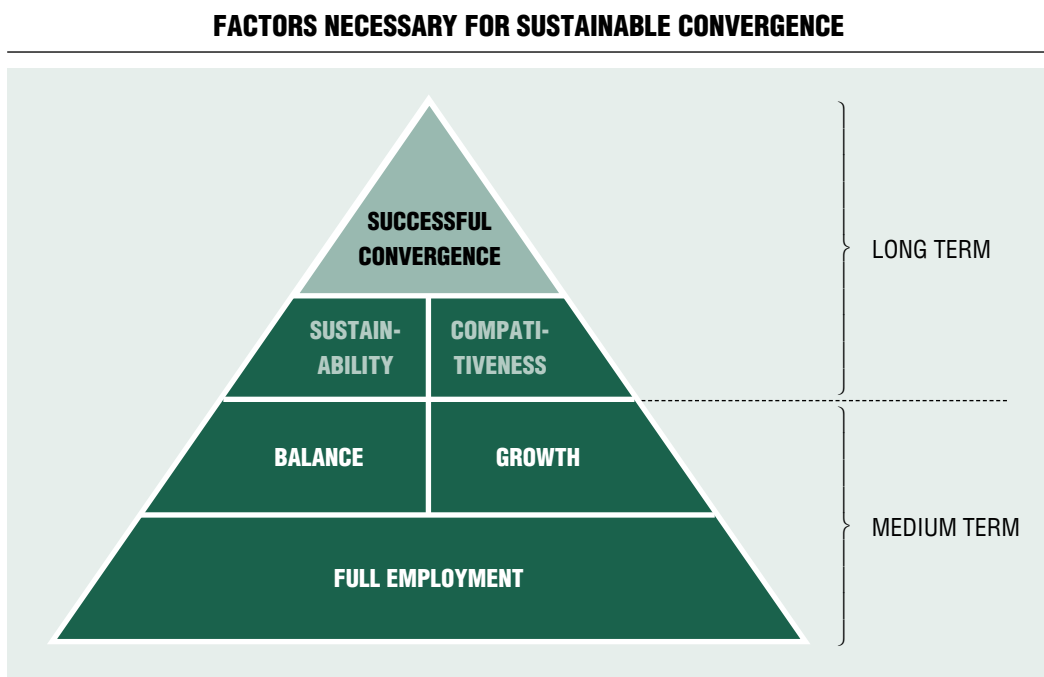 FACTORS NECESSARY FOR SUSTAINABLE CONVERGENCE
SUCCESSFUL
CONVERGENCE
LONG TERM
SUSTAIN-
ABILITY
COMPATI-
TIVENESS
BALANCE
GROWTH
MEDIUM TERM
FULL EMPLOYMENT